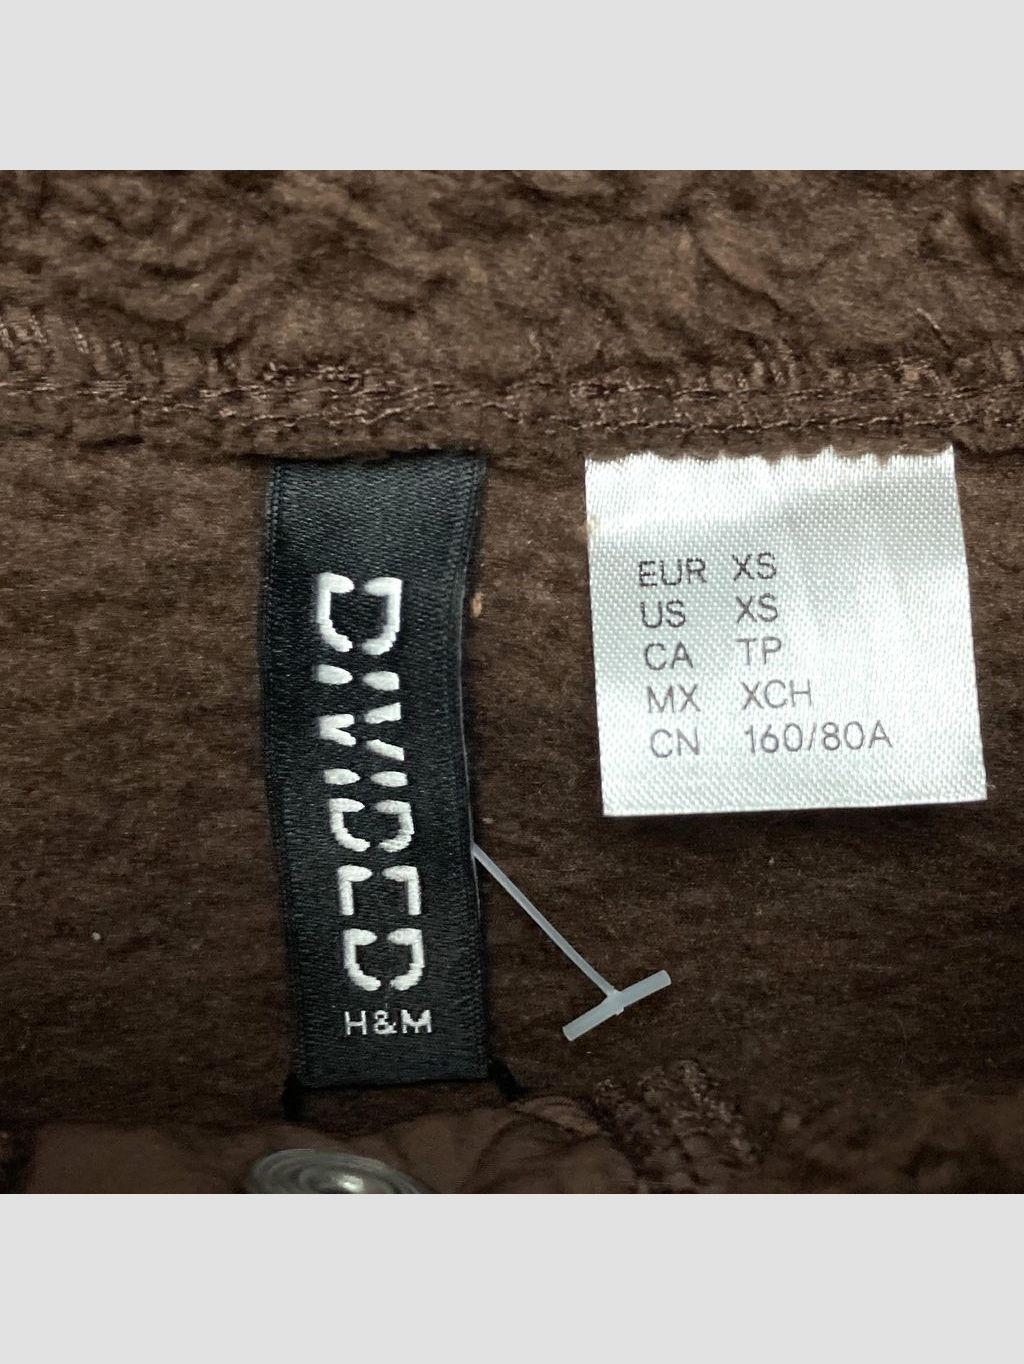 DIVIDED
H&M
EUR XS
US XS
CA TP
MX XCH
CN 160/80A